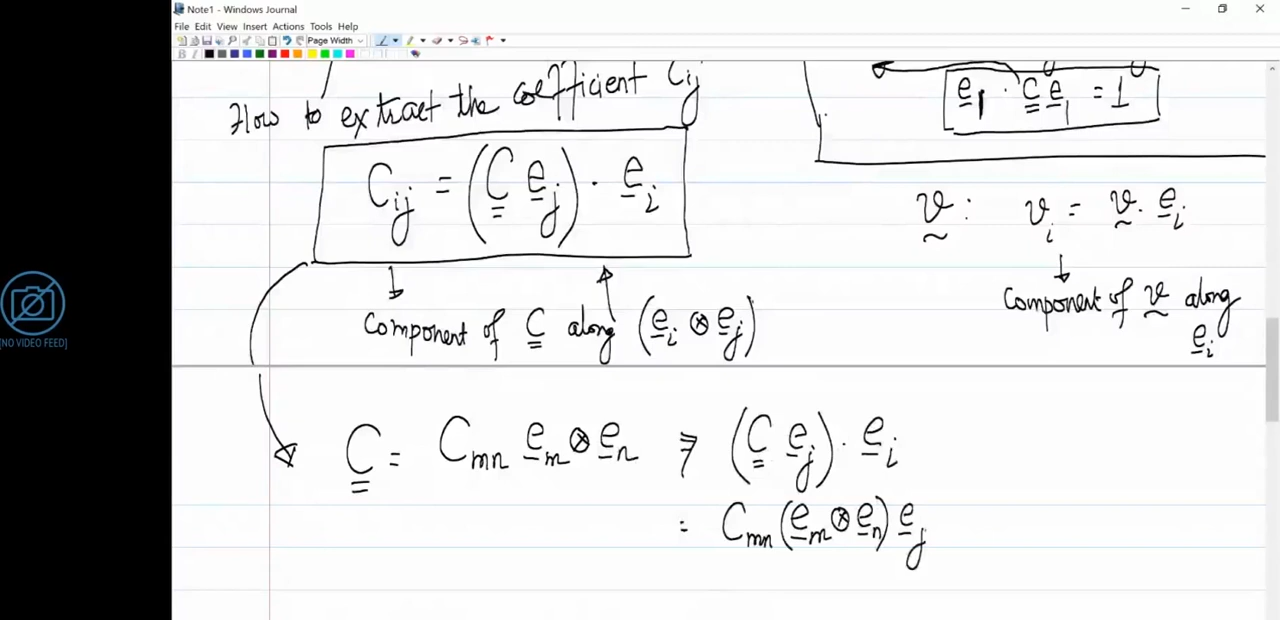 Note1 - Windows Journal
File Edit View Insert Actions Tools Help
Page Width
B I
How to extract the coefficient Cij
Cij = (C ej) · ei
Component of C along (ei ⊗ ej)
e1 · C e1 = 1
v : vi = v · ei
Component of v along
ei
C = Cmn em ⊗ en ⇒ (C ej) · ei
= Cmn (em ⊗ en) ej
[NO VIDEO FEED]